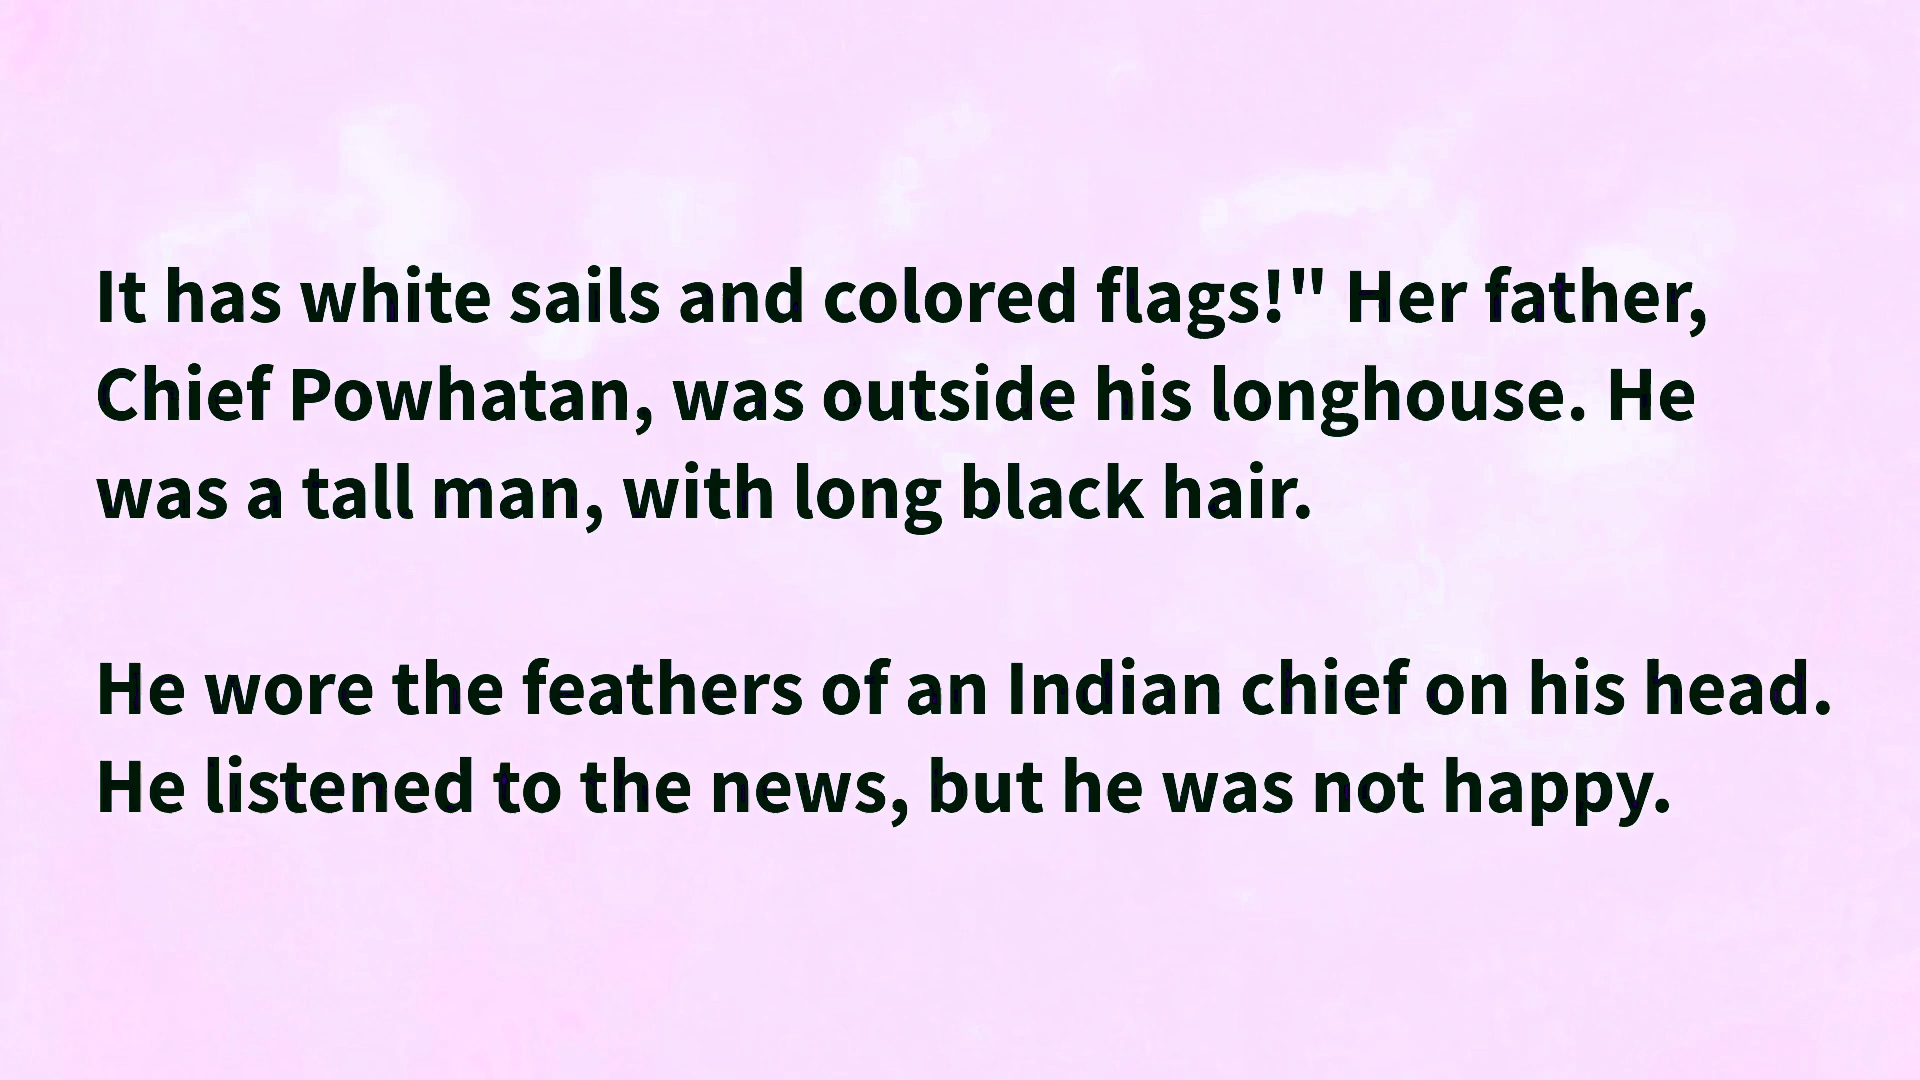 It has white sails and colored flags!" Her father,
Chief Powhatan, was outside his longhouse. He
was a tall man, with long black hair.
He wore the feathers of an Indian chief on his head.
He listened to the news, but he was not happy.